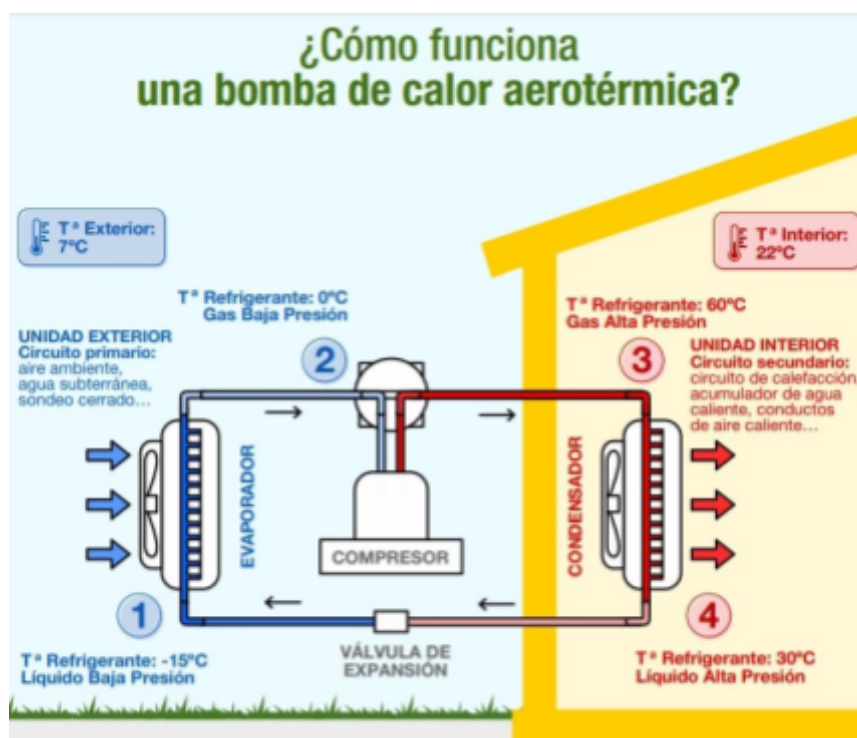 ¿Cómo funciona
una bomba de calor aerotérmica?
Tª Exterior:
7ºC
Tª Interior:
22ºC
Tª Refrigerante: 0ºC
Gas Baja Presión
Tª Refrigerante: 60ºC
Gas Alta Presión
UNIDAD EXTERIOR
Circuito primario:
aire ambiente,
agua subterránea,
sondeo cerrado...
2
3
UNIDAD INTERIOR
Circuito secundario:
circuito de calefacción,
acumulador de agua
caliente, conductos
de aire caliente...
EVAPORADOR
COMPRESOR
CONDENSADOR
1
4
VÁLVULA DE
EXPANSIÓN
Tª Refrigerante: -15ºC
Líquido Baja Presión
Tª Refrigerante: 30ºC
Líquido Alta Presión